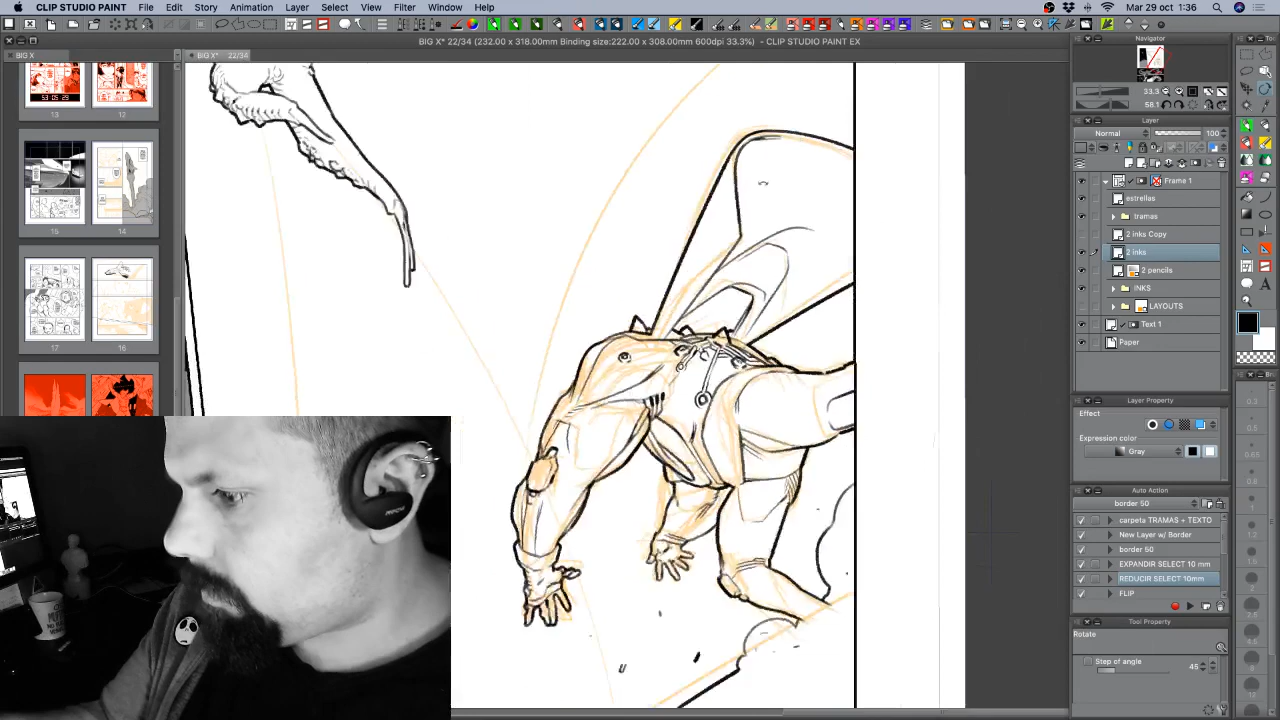 CLIP STUDIO PAINT File Edit Story Animation Layer Select View Filter Window Help
Mar 29 oct 1:36
BIG X* 22/34 (232.00 x 318.00mm Binding size:222.00 x 308.00mm 600dpi 33.3%) - CLIP STUDIO PAINT EX
BIG X
BIG X* 22/34
13
12
15
14
17
16
Navigator
33.3
58.1
Layer
Normal
100
Frame 1
estrellas
tramas
2 inks Copy
2 inks
2 pencils
INKS
LAYOUTS
Text 1
Paper
Layer Property
Effect
Expression color
Gray
Auto Action
border 50
carpeta TRAMAS + TEXTO
New Layer w/ Border
border 50
EXPANDIR SELECT 10 mm
REDUCIR SELECT 10mm
FLIP
Tool Property
Rotate
Step of angle
45